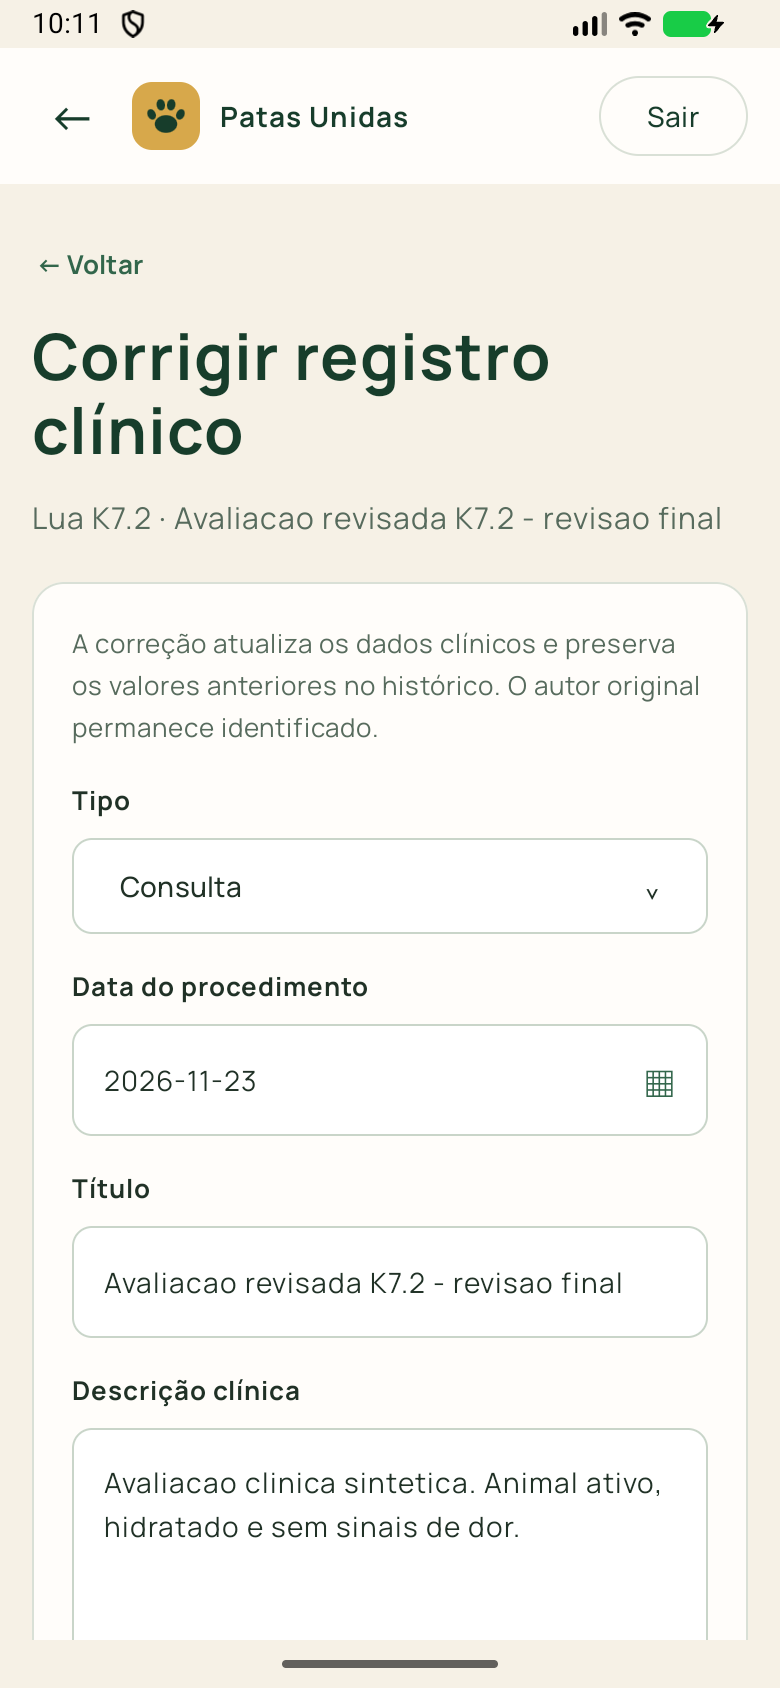 10:11
Patas Unidas
Sair
← Voltar
Corrigir registro
clínico
Lua K7.2 · Avaliacao revisada K7.2 - revisao final
A correção atualiza os dados clínicos e preserva
os valores anteriores no histórico. O autor original
permanece identificado.
Tipo
Consulta
Data do procedimento
2026-11-23
Título
Avaliacao revisada K7.2 - revisao final
Descrição clínica
Avaliacao clinica sintetica. Animal ativo,
hidratado e sem sinais de dor.